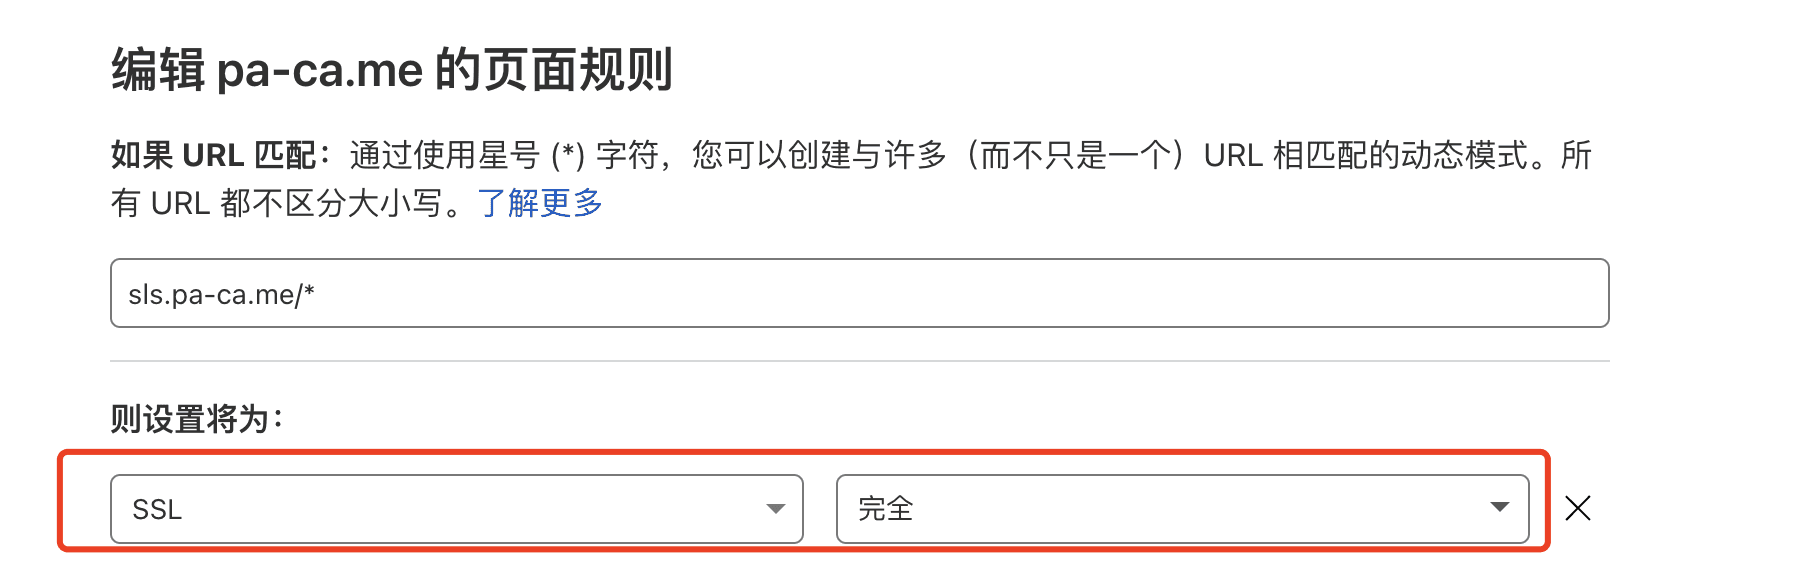 编辑 pa-ca.me 的页面规则
如果 URL 匹配：通过使用星号 (*) 字符，您可以创建与许多（而不只是一个）URL 相匹配的动态模式。所
有 URL 都不区分大小写。了解更多
sls.pa-ca.me/*
则设置将为：
SSL 完全